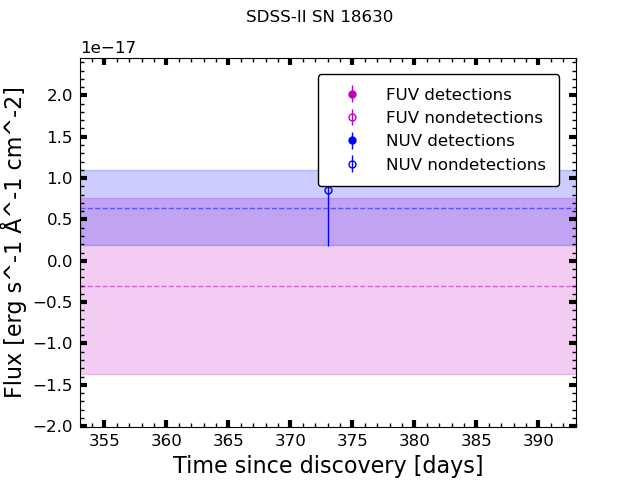 SDSS-II SN 18630
1e−17
FUV detections
FUV nondetections
NUV detections
NUV nondetections
2.0
1.5
1.0
0.5
0.0
−0.5
−1.0
−1.5
−2.0
Flux [erg s^-1 Å^-1 cm^-2]
355 360 365 370 375 380 385 390
Time since discovery [days]